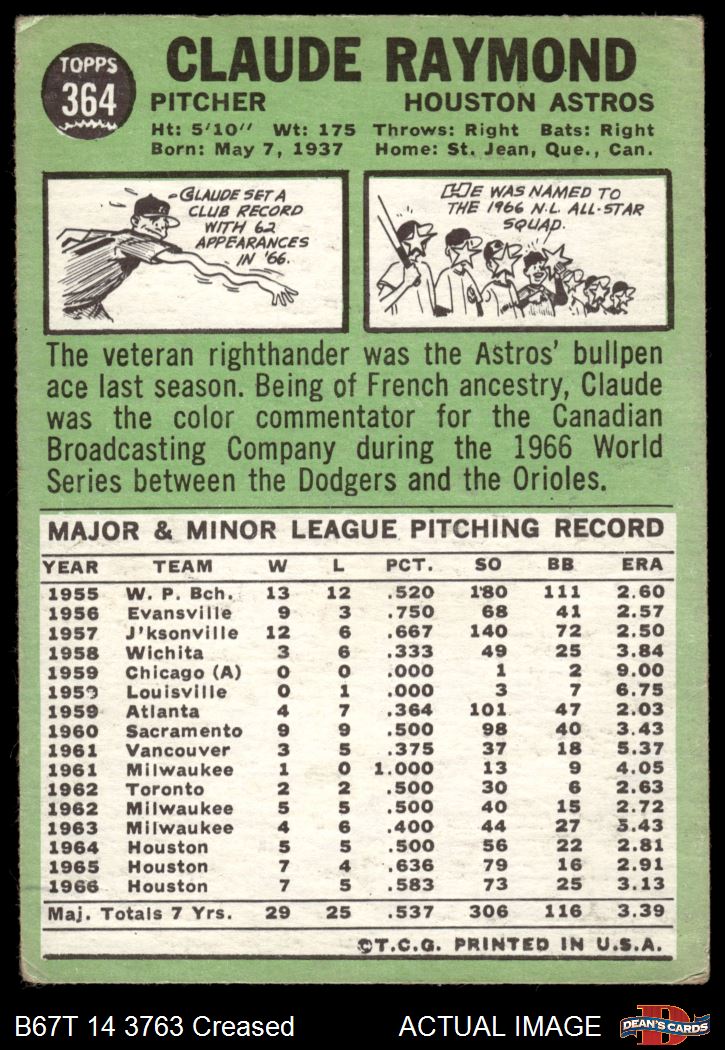 TOPPS
364
CLAUDE RAYMOND
PITCHER HOUSTON ASTROS
Ht: 5'10" Wt: 175 Throws: Right Bats: Right
Born: May 7, 1937 Home: St. Jean, Que., Can.
-CLAUDE SET A
CLUB RECORD
WITH 62
APPEARANCES
IN '66.
HE WAS NAMED TO
THE 1966 N.L. ALL-STAR
SQUAD.
The veteran righthander was the Astros' bullpen
ace last season. Being of French ancestry, Claude
was the color commentator for the Canadian
Broadcasting Company during the 1966 World
Series between the Dodgers and the Orioles.
MAJOR & MINOR LEAGUE PITCHING RECORD
YEAR TEAM W L PCT. SO BB ERA
1955 W. P. Bch. 13 12 .520 180 111 2.60
1956 Evansville 9 3 .750 68 41 2.57
1957 J'ksonville 12 6 .667 140 72 2.50
1958 Wichita 3 6 .333 49 25 3.84
1959 Chicago (A) 0 0 .000 1 2 9.00
1959 Louisville 0 1 .000 3 7 6.75
1959 Atlanta 4 7 .364 101 47 2.03
1960 Sacramento 9 9 .500 98 40 3.43
1961 Vancouver 3 5 .375 37 18 5.37
1961 Milwaukee 1 0 1.000 13 9 4.05
1962 Toronto 2 2 .500 30 6 2.63
1962 Milwaukee 5 5 .500 40 15 2.72
1963 Milwaukee 4 6 .400 44 27 5.43
1964 Houston 5 5 .500 56 22 2.81
1965 Houston 7 4 .636 79 16 2.91
1966 Houston 7 5 .583 73 25 3.13
Maj. Totals 7 Yrs. 29 25 .537 306 116 3.39
©T.C.G. PRINTED IN U.S.A.
B67T 14 3763 Creased ACTUAL IMAGE
D
DEAN'S CARDS